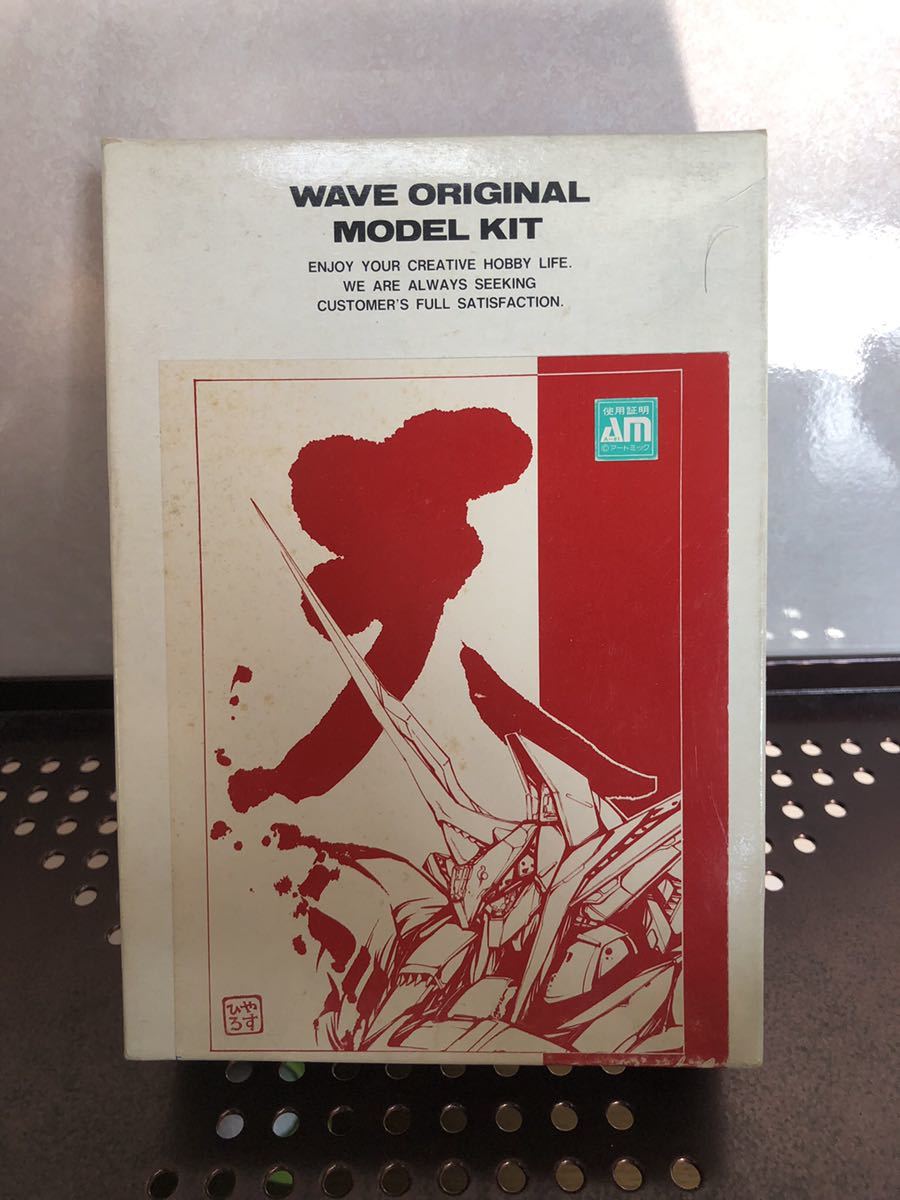 WAVE ORIGINAL
MODEL KIT
ENJOY YOUR CREATIVE HOBBY LIFE.
WE ARE ALWAYS SEEKING
CUSTOMER'S FULL SATISFACTION.
使用証明
AM
©アートミック
やす
ひろ